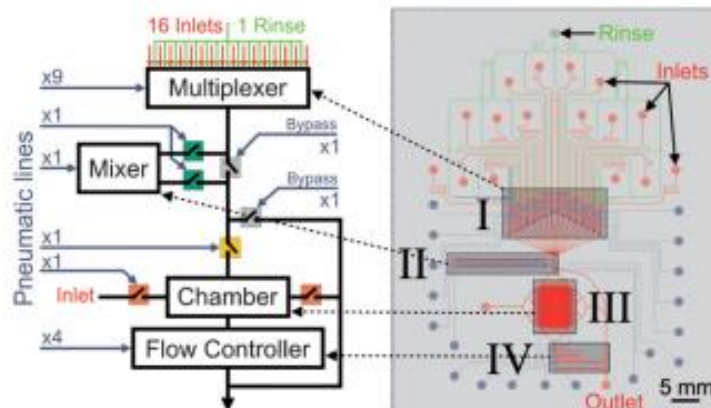 16 Inlets
1 Rinse
x9
Multiplexer
x1
Bypass
x1
x1
Mixer
Bypass
x1
x1
x1
Inlet
Chamber
x4
Flow Controller
Pneumatic lines
Rinse
Inlets
I
II
III
IV
Outlet
5 mm